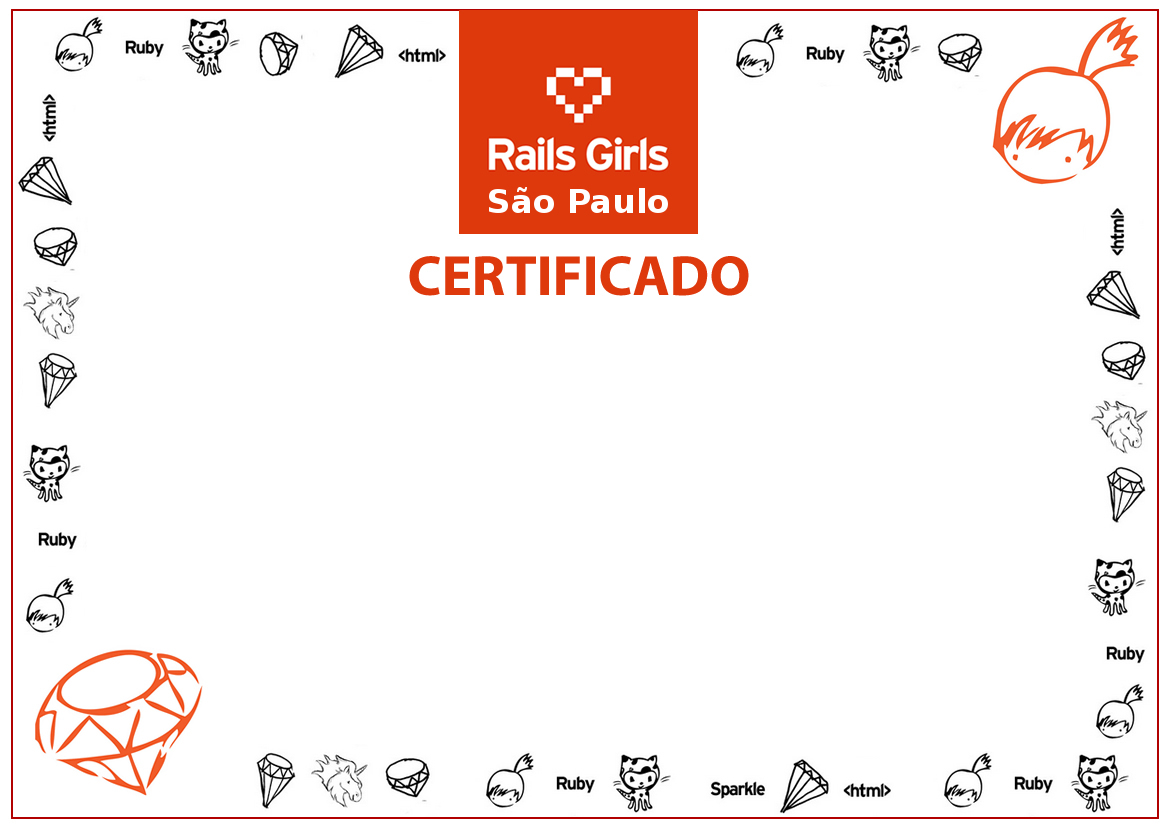 Ruby
<html>
Ruby
<html>
Rails Girls
São Paulo
CERTIFICADO
<html>
Ruby
Ruby
Ruby
Sparkle
<html>
Ruby